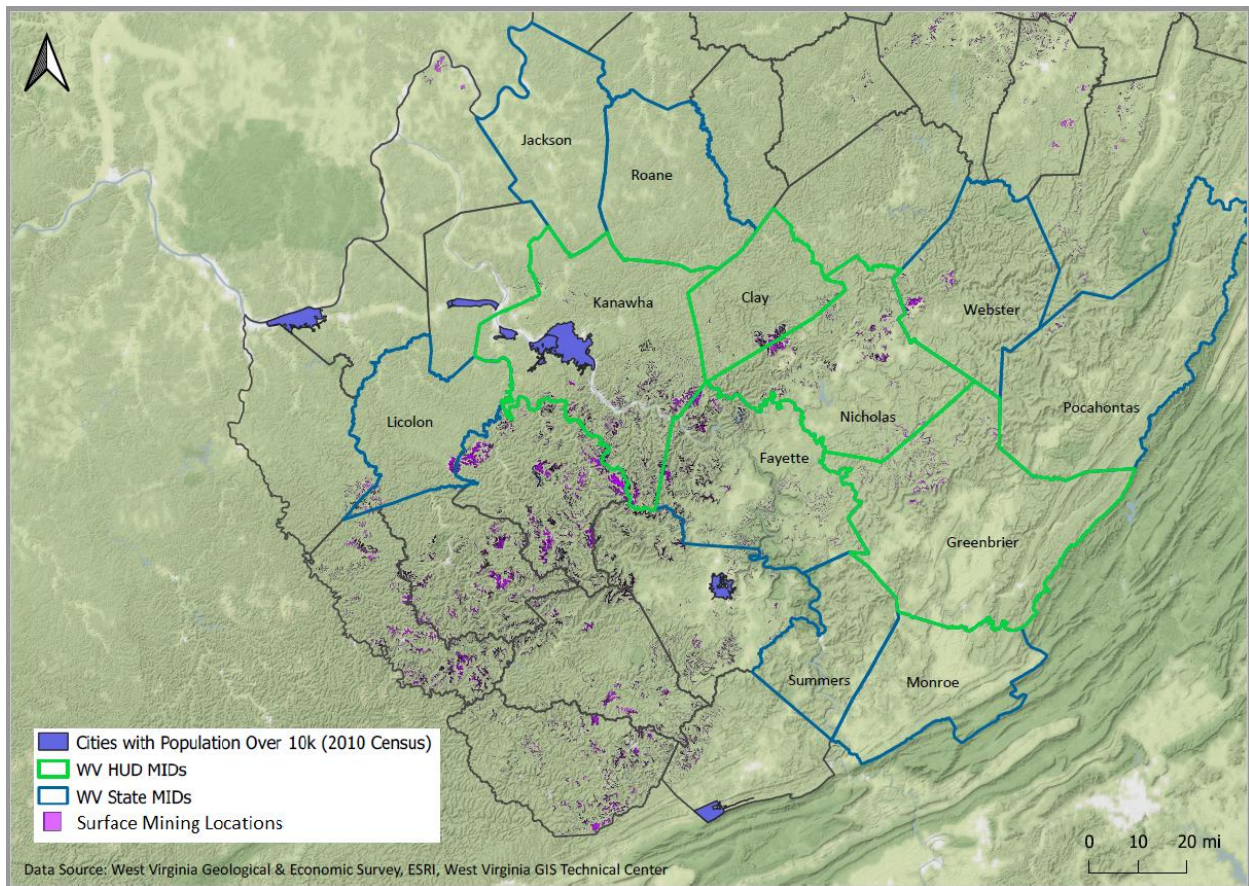 Jackson
Roane
Kanawha
Clay
Webster
Licolon
Nicholas
Pocahontas
Fayette
Greenbrier
Summers
Monroe
Cities with Population Over 10k (2010 Census)
WV HUD MIDs
WV State MIDs
Surface Mining Locations
0 10 20 mi
Data Source: West Virginia Geological & Economic Survey, ESRI, West Virginia GIS Technical Center